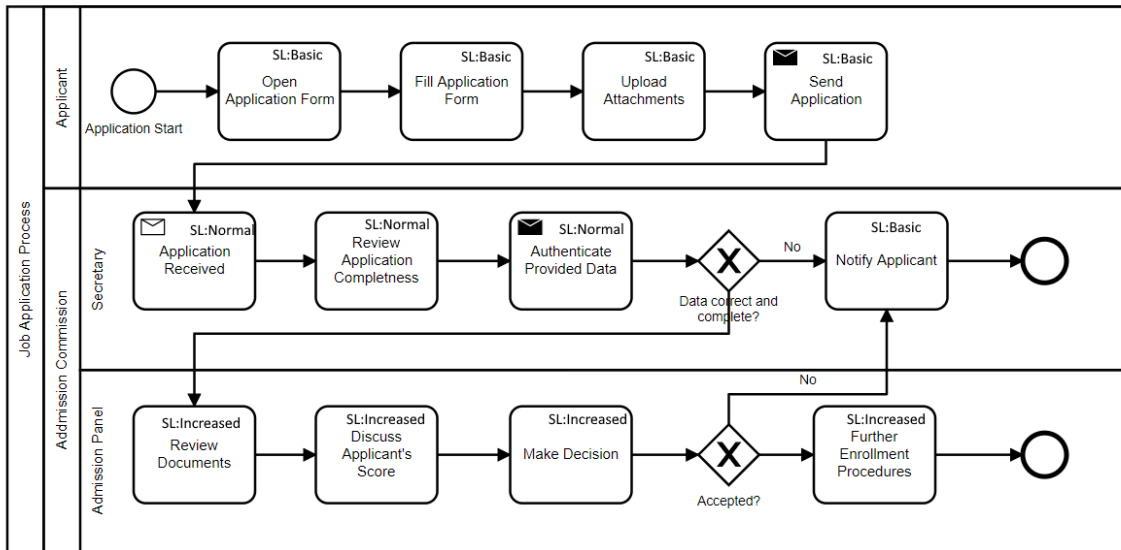 Job Application Process
Applicant
Application Start
SL:Basic
Open
Application Form
SL:Basic
Fill Application
Form
SL:Basic
Upload
Attachments
SL:Basic
Send
Application
Addmission Commission
Secretary
SL:Normal
Application
Received
SL:Normal
Review
Application
Completness
SL:Normal
Authenticate
Provided Data
X
Data correct and
complete?
No
SL:Basic
Notify Applicant
Admission Panel
SL:Increased
Review
Documents
SL:Increased
Discuss
Applicant's
Score
SL:Increased
Make Decision
X
Accepted?
No
SL:Increased
Further
Enrollment
Procedures